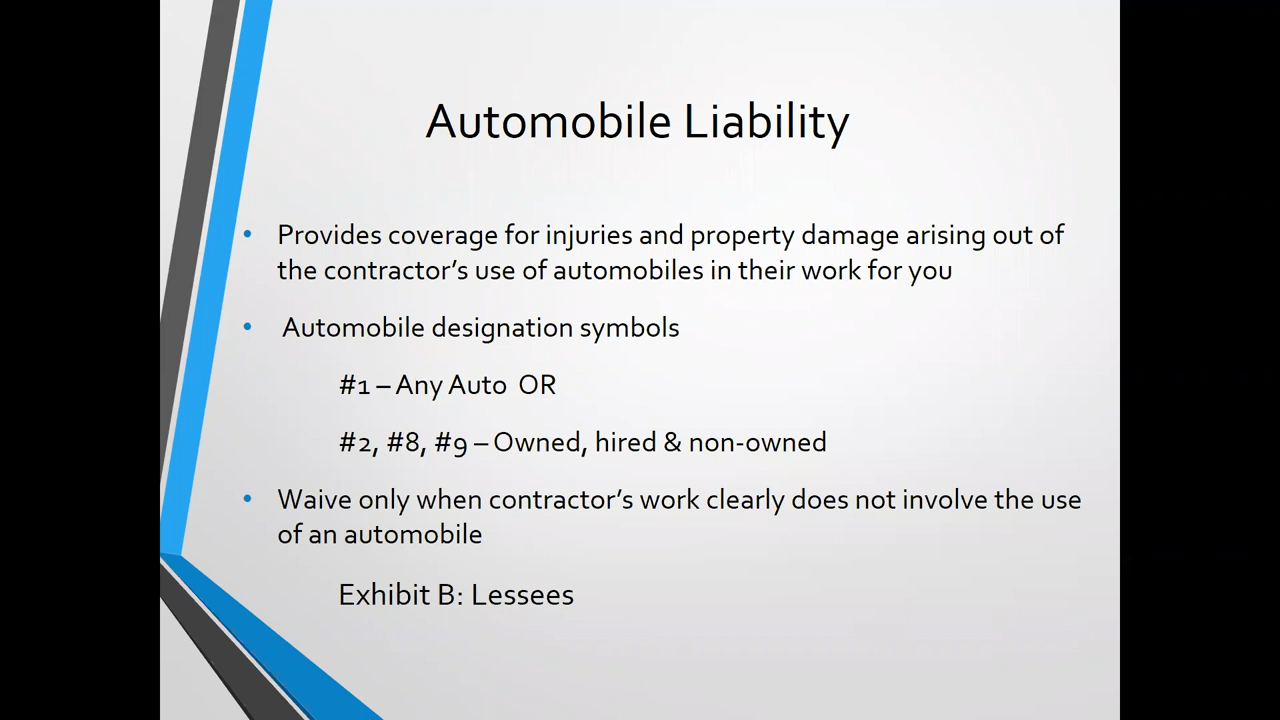 Automobile Liability
• Provides coverage for injuries and property damage arising out of
the contractor’s use of automobiles in their work for you
• Automobile designation symbols
#1 – Any Auto OR
#2, #8, #9 – Owned, hired & non-owned
• Waive only when contractor’s work clearly does not involve the use
of an automobile
Exhibit B: Lessees